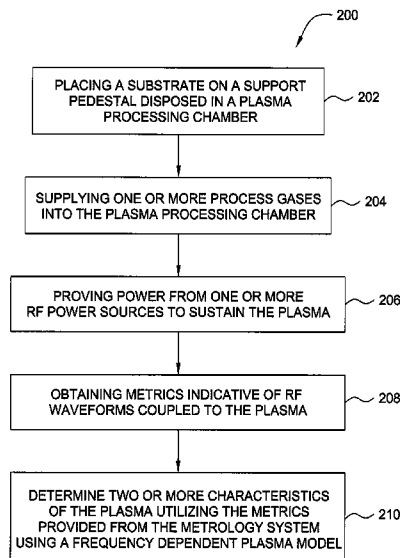 200
PLACING A SUBSTRATE ON A SUPPORT
PEDESTAL DISPOSED IN A PLASMA
PROCESSING CHAMBER
202
SUPPLYING ONE OR MORE PROCESS GASES
INTO THE PLASMA PROCESSING CHAMBER
204
PROVING POWER FROM ONE OR MORE
RF POWER SOURCES TO SUSTAIN THE PLASMA
206
OBTAINING METRICS INDICATIVE OF RF
WAVEFORMS COUPLED TO THE PLASMA
208
DETERMINE TWO OR MORE CHARACTERISTICS
OF THE PLASMA UTILIZING THE METRICS
PROVIDED FROM THE METROLOGY SYSTEM
USING A FREQUENCY DEPENDENT PLASMA MODEL
210